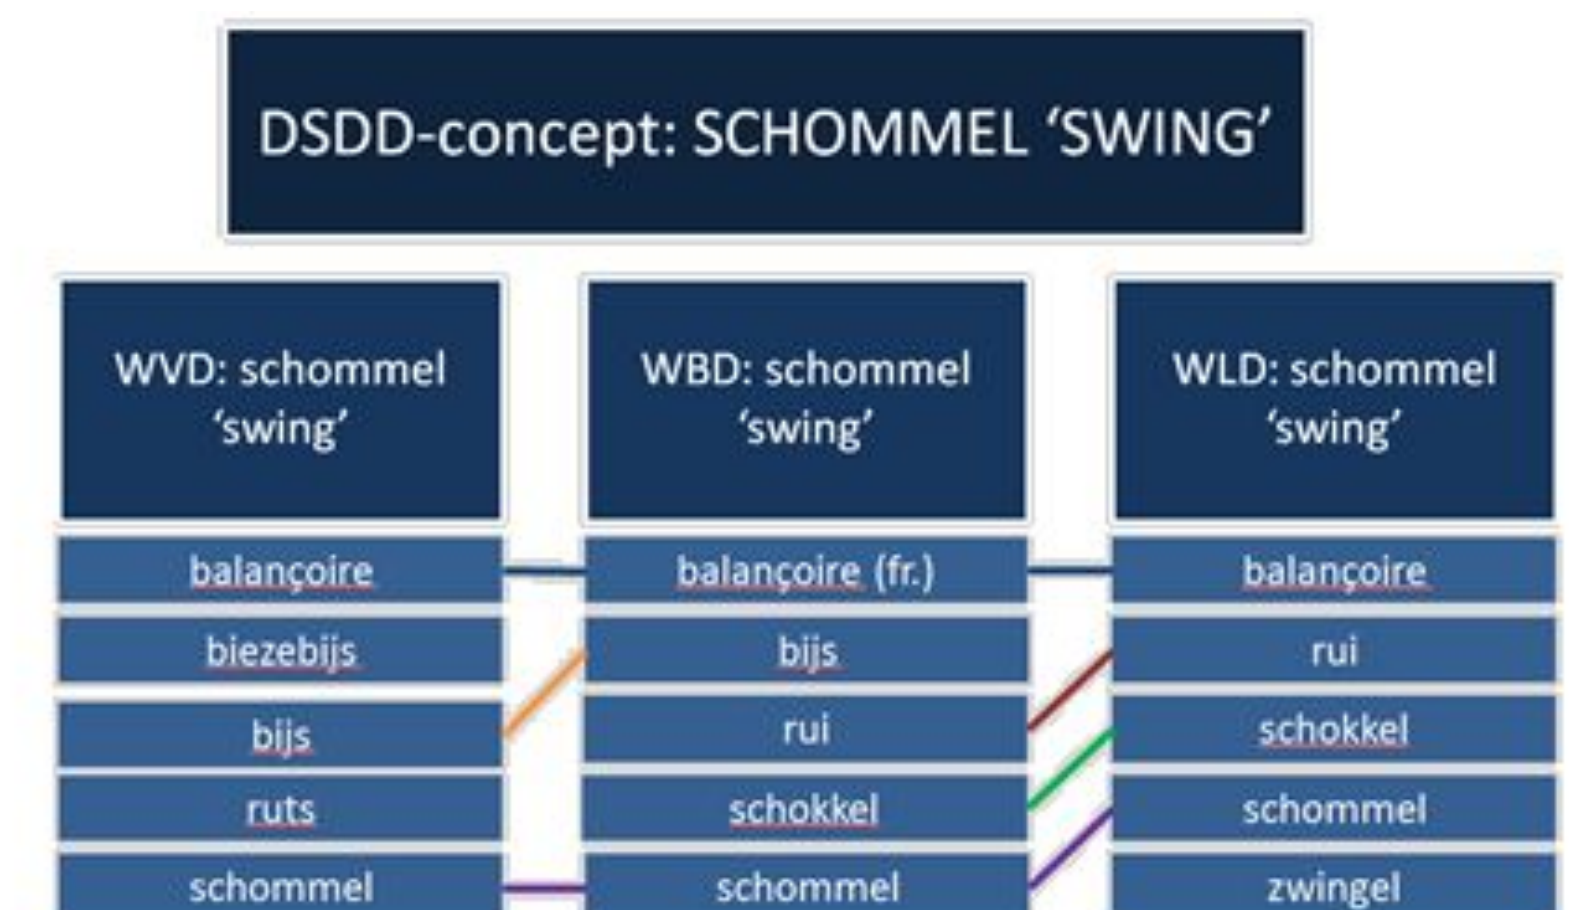 DSDD-concept: SCHOMMEL ‘SWING’
WVD: schommel
‘swing’
WBD: schommel
‘swing’
WLD: schommel
‘swing’
balançoire
biezebijs
bijs
ruts
schommel
balançoire (fr.)
bijs
rui
schokkel
schommel
balançoire
rui
schokkel
schommel
zwingel